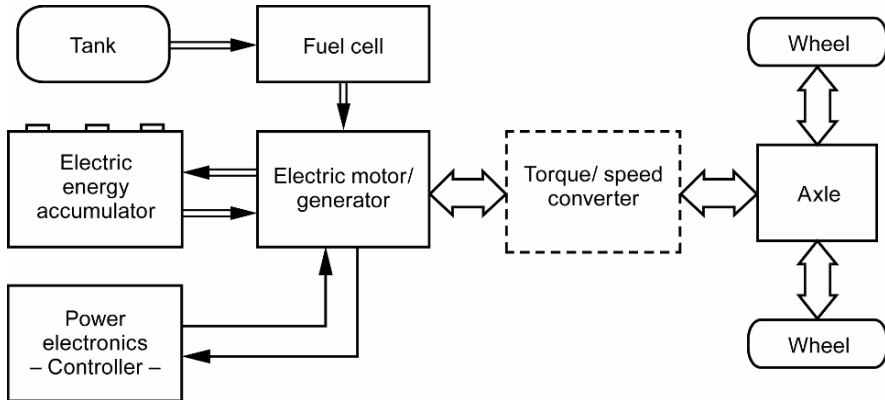 Tank
Fuel cell
Wheel
Electric
energy
accumulator
Electric motor/
generator
Torque/ speed
converter
Axle
Power
electronics
– Controller –
Wheel